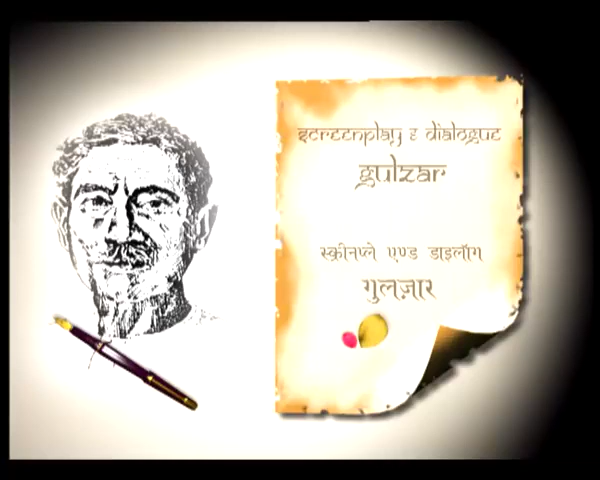 screenplay & dialogue
gulzar
स्क्रीनप्ले एण्ड डाइलॉग
गुलज़ार